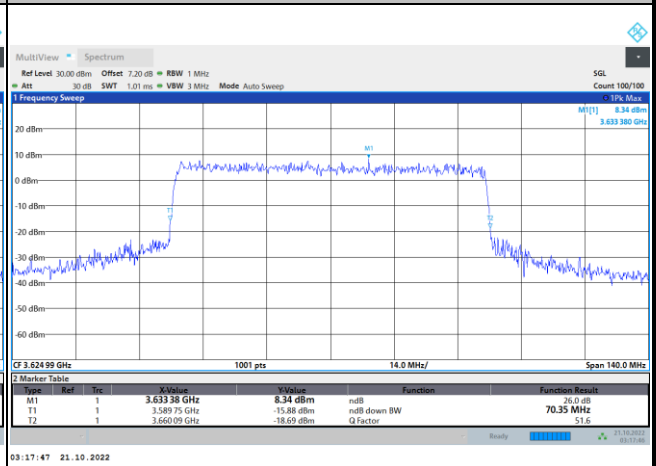 MultiView Spectrum
Ref Level 30.00 dBm Offset 7.20 dB RBW 1 MHz SGL
Att 30 dB SWT 1.01 ms VBW 3 MHz Mode Auto Sweep Count 100/100
1 Frequency Sweep 1Pk Max
M1[1] 8.34 dBm
3.633 380 GHz
20 dBm
M1
10 dBm
0 dBm
-10 dBm
T1
T2
-20 dBm
-30 dBm
-40 dBm
-50 dBm
-60 dBm
CF 3.624 99 GHz 1001 pts 14.0 MHz/ Span 140.0 MHz
2 Marker Table
Type Ref Trc X-Value Y-Value Function Function Result
M1 1 3.633 38 GHz 8.34 dBm ndB 26.0 dB
T1 1 3.589 75 GHz -15.88 dBm ndB down BW 70.35 MHz
T2 1 3.660 09 GHz -18.69 dBm Q Factor 51.6
Ready 21.10.2022
03:17:46
03:17:47 21.10.2022